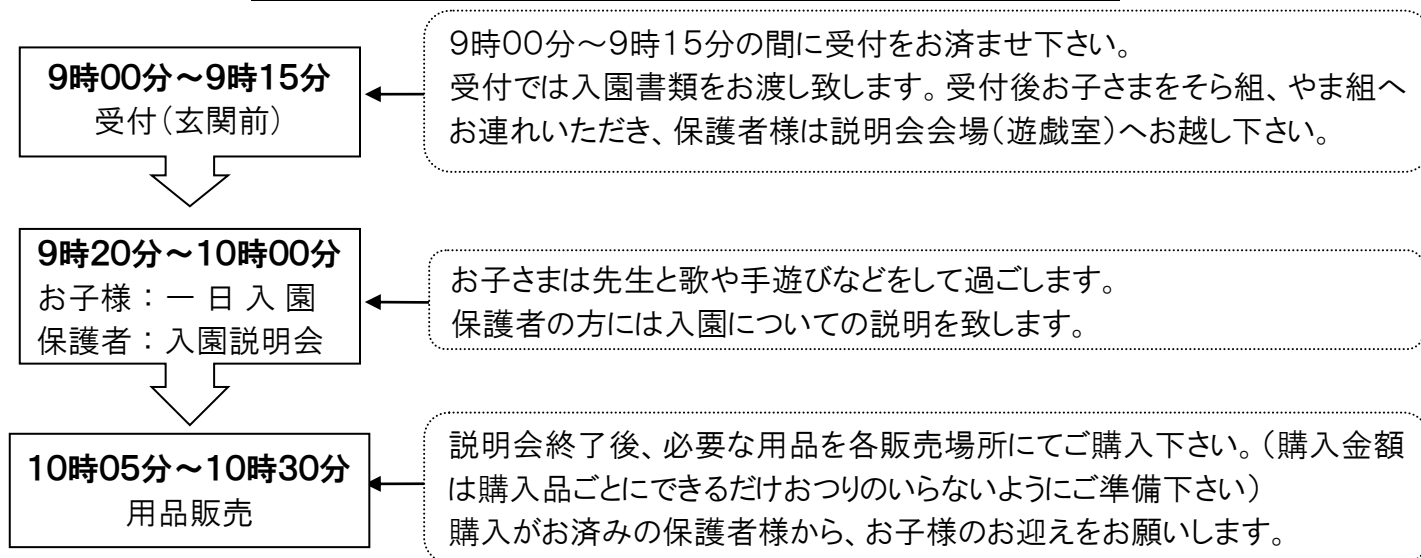 9時00分～9時15分
受付（玄関前）
9時00分～9時15分の間に受付をお済ませ下さい。
受付では入園書類をお渡し致します。受付後お子さまをそら組、やま組へ
お連れいただき、保護者様は説明会会場（遊戯室）へお越し下さい。
9時20分～10時00分
お子様：一日入園
保護者：入園説明会
お子さまは先生と歌や手遊びなどをして過ごします。
保護者の方には入園についての説明を致します。
10時05分～10時30分
用品販売
説明会終了後、必要な用品を各販売場所にてご購入下さい。（購入金額
は購入品ごとにできるだけおつりのいらないようにご準備下さい）
購入がお済みの保護者様から、お子様のお迎えをお願いします。